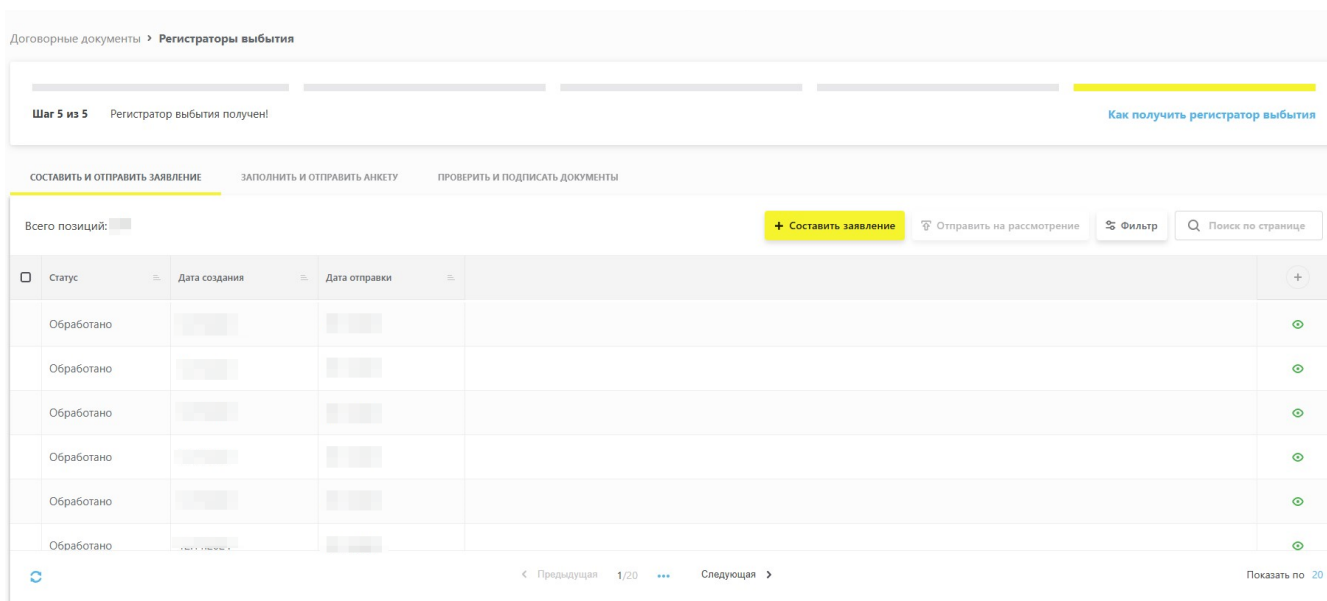 Договорные документы > Регистраторы выбытия
Шаг 5 из 5 Регистратор выбытия получен! Как получить регистратор выбытия
СОСТАВИТЬ И ОТПРАВИТЬ ЗАЯВЛЕНИЕ ЗАПОЛНИТЬ И ОТПРАВИТЬ АНКЕТУ ПРОВЕРИТЬ И ПОДПИСАТЬ ДОКУМЕНТЫ
Всего позиций: + Составить заявление Отправить на рассмотрение Фильтр Поиск по странице
Статус Дата создания Дата отправки +
Обработано
Обработано
Обработано
Обработано
Обработано
Обработано
< Предыдущая 1/20 ••• Следующая > Показать по 20